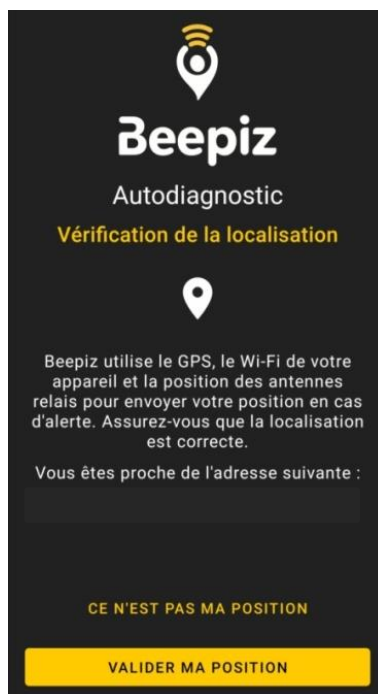 Beepiz
Autodiagnostic
Vérification de la localisation
Beepiz utilise le GPS, le Wi-Fi de votre
appareil et la position des antennes
relais pour envoyer votre position en cas
d'alerte. Assurez-vous que la localisation
est correcte.
Vous êtes proche de l'adresse suivante :
CE N'EST PAS MA POSITION
VALIDER MA POSITION